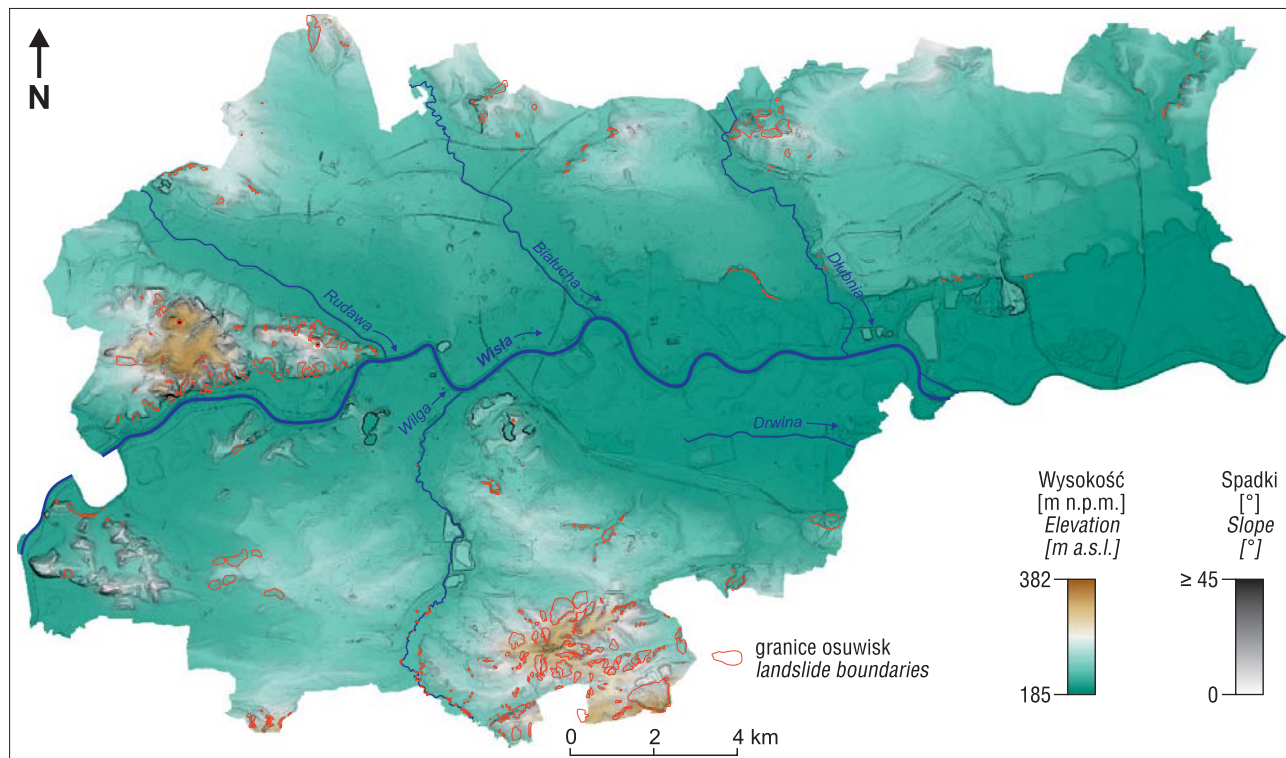 N
Rudawa
Białucha
Dłubnia
Wisła
Wilga
Drwina
Wysokość
[m n.p.m.]
Elevation
[m a.s.l.]
382
185
Spadki
[°]
Slope
[°]
≥ 45
0
granice osuwisk
landslide boundaries
0 2 4 km